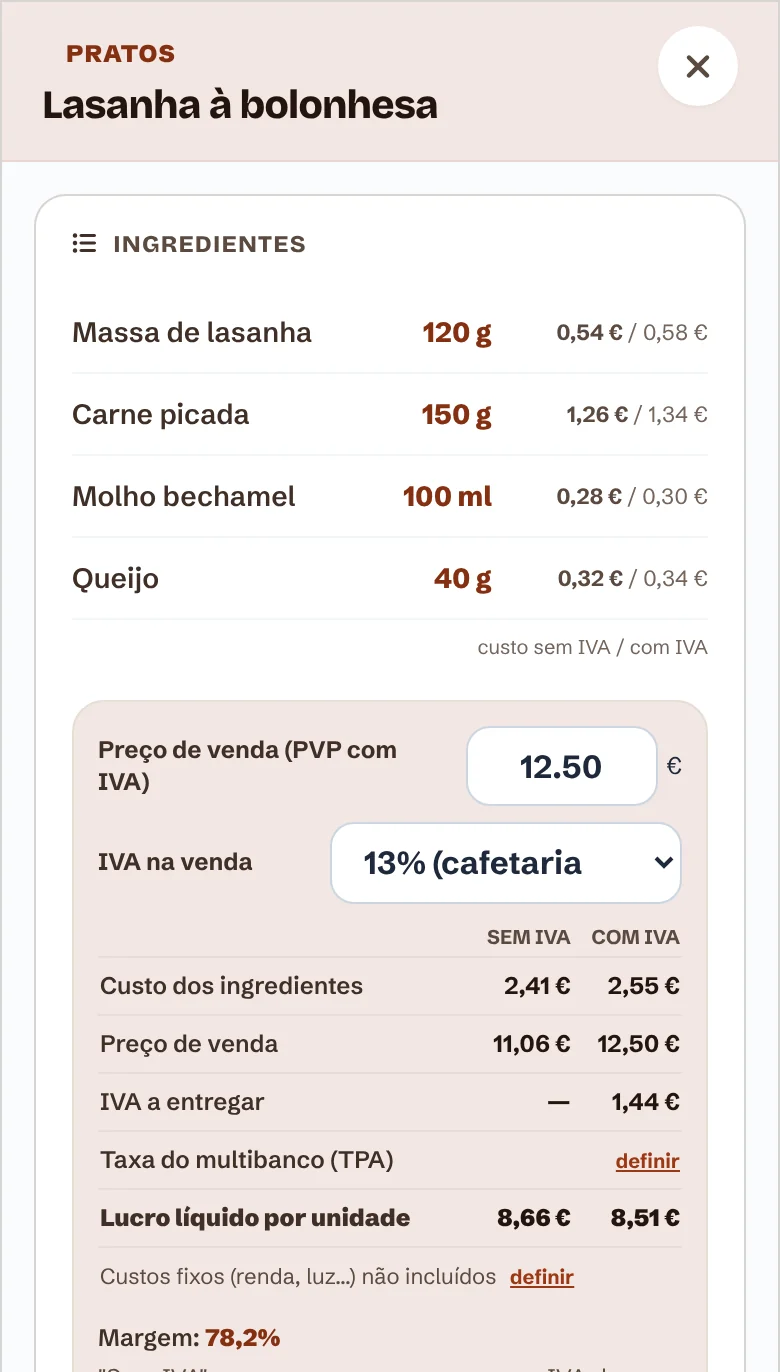 PRATOS
Lasanha à bolonhesa
INGREDIENTES
Massa de lasanha 120 g 0,54 € / 0,58 €
Carne picada 150 g 1,26 € / 1,34 €
Molho bechamel 100 ml 0,28 € / 0,30 €
Queijo 40 g 0,32 € / 0,34 €
custo sem IVA / com IVA
Preço de venda (PVP com
IVA)
12.50 €
IVA na venda 13% (cafetaria
SEM IVA COM IVA
Custo dos ingredientes 2,41 € 2,55 €
Preço de venda 11,06 € 12,50 €
IVA a entregar — 1,44 €
Taxa do multibanco (TPA) definir
Lucro líquido por unidade 8,66 € 8,51 €
Custos fixos (renda, luz...) não incluídos definir
Margem: 78,2%